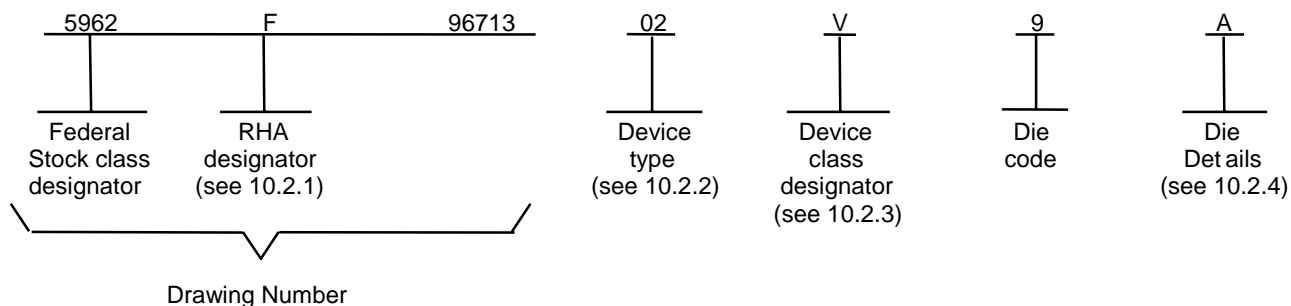 5962 F 96713 02 V 9 A
Federal Stock class designator
RHA designator (see 10.2.1)
Device type (see 10.2.2)
Device class designator (see 10.2.3)
Die code
Die Det ails (see 10.2.4)
Drawing Number